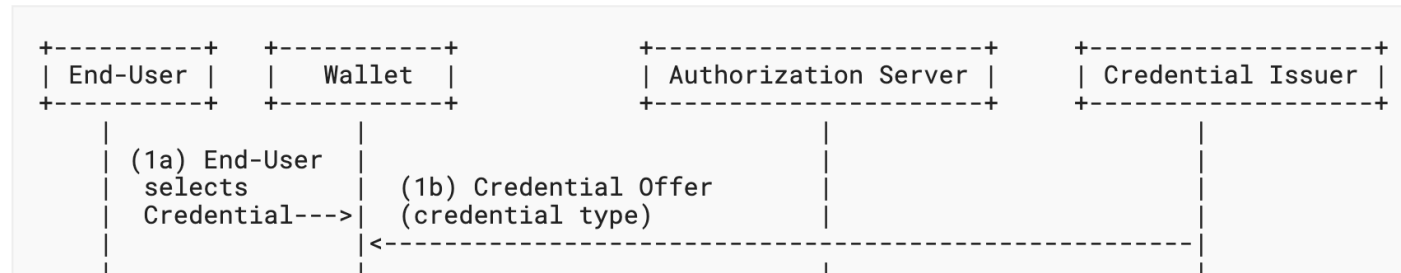 +----------+   +-----------+            +----------------------+     +-------------------+
| End-User |   |   Wallet  |            | Authorization Server |     | Credential Issuer |
+----------+   +-----------+            +----------------------+     +-------------------+
    |                |                              |                        |
    | (1a) End-User  |                              |                        |
    |  selects       |  (1b) Credential Offer       |                        |
    |  Credential--->|  (credential type)           |                        |
    |                |<------------------------------------------------------|
    |                |                              |                        |